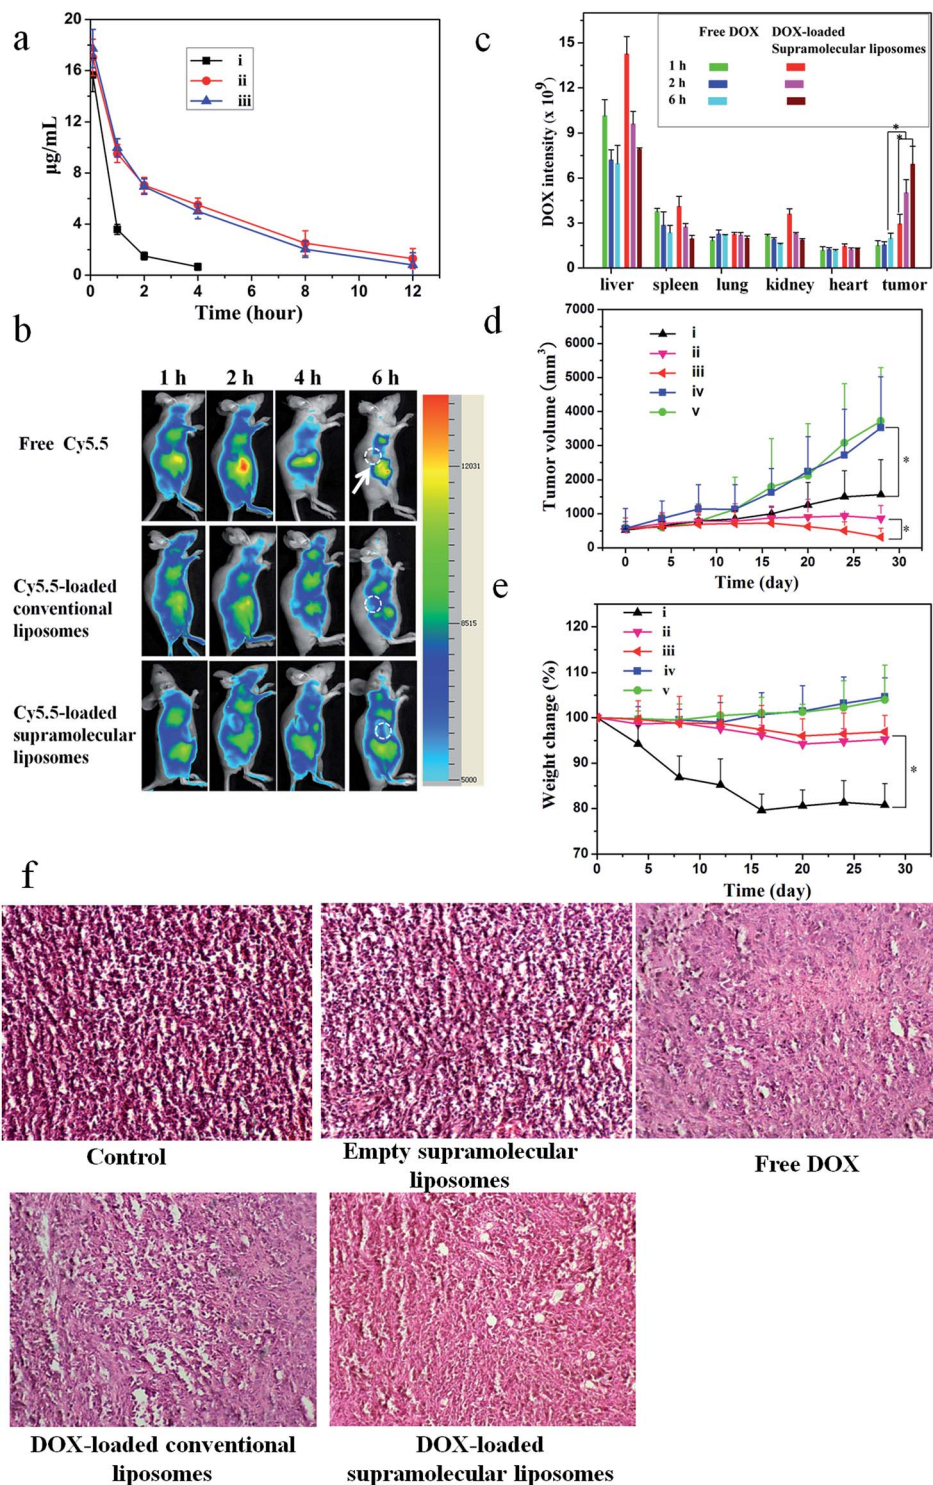 a
20
16
12
8
4
0
μg/mL
i
ii
iii
0
2
4
6
8
10
12
Time (hour)
c
15
12
9
6
3
0
DOX intensity (x 10⁹)
Free DOX
DOX-loaded
Supramolecular liposomes
1 h
2 h
6 h
*
*
liver
spleen
lung
kidney
heart
tumor
b
1 h
2 h
4 h
6 h
Free Cy5.5
Cy5.5-loaded
conventional
liposomes
Cy5.5-loaded
supramolecular
liposomes
12031
8515
5000
d
7000
6000
5000
4000
3000
2000
1000
0
Tumor volume (mm³)
i
ii
iii
iv
v
*
*
0
5
10
15
20
25
30
Time (day)
e
120
110
100
90
80
70
Weight change (%)
i
ii
iii
iv
v
*
0
5
10
15
20
25
30
Time (day)
f
Control
Empty supramolecular
liposomes
Free DOX
DOX-loaded conventional
liposomes
DOX-loaded
supramolecular liposomes